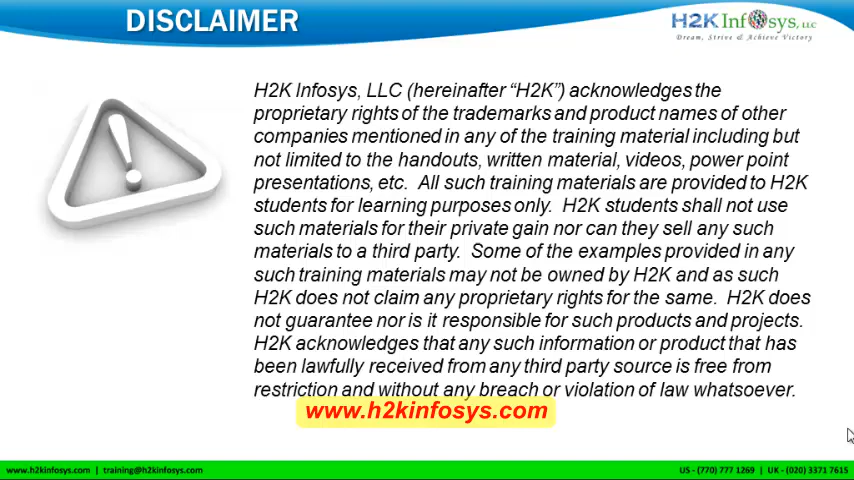 DISCLAIMER
H2K Infosys, LLC
Dream, Strive & Achieve Victory
H2K Infosys, LLC (hereinafter “H2K”) acknowledges the
proprietary rights of the trademarks and product names of other
companies mentioned in any of the training material including but
not limited to the handouts, written material, videos, power point
presentations, etc.  All such training materials are provided to H2K
students for learning purposes only.  H2K students shall not use
such materials for their private gain nor can they sell any such
materials to a third party.  Some of the examples provided in any
such training materials may not be owned by H2K and as such
H2K does not claim any proprietary rights for the same.  H2K does
not guarantee nor is it responsible for such products and projects.
H2K acknowledges that any such information or product that has
been lawfully received from any third party source is free from
restriction and without any breach or violation of law whatsoever.
www.h2kinfosys.com
www.h2kinfosys.com | training@h2kinfosys.com
US - (770) 777 1269 | UK - (020) 3371 7615